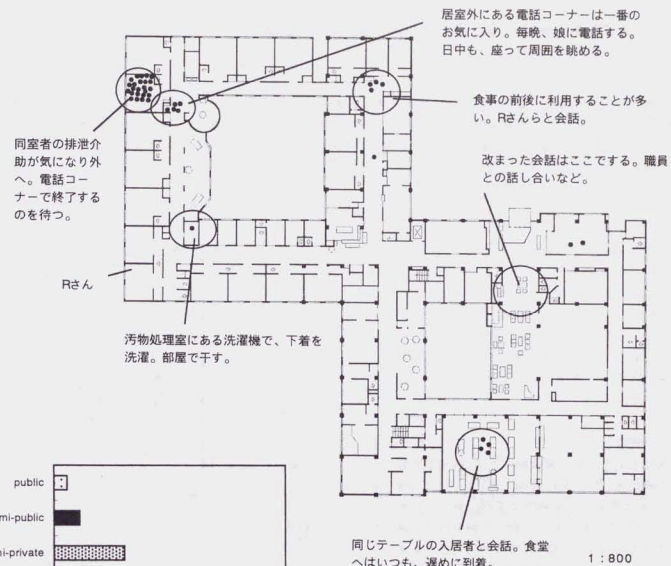 居室外にある電話コーナーは一番の
お気に入り。毎晩、娘に電話する。
日中も、座って周囲を眺める。
食事の前後に利用することが多
い。Rさんらと会話。
同室者の排泄介
助が気になり外
へ。電話コー
ナーで終了する
のを待つ。
改まった会話はここでする。職員
との話し合いなど。
Rさん
汚物処理室にある洗濯機で、下着を
洗濯。部屋で干す。
public
mi-public
ni-private
同じテーブルの入居者と会話。食堂
へはいつも、遅めに到着。
1:800